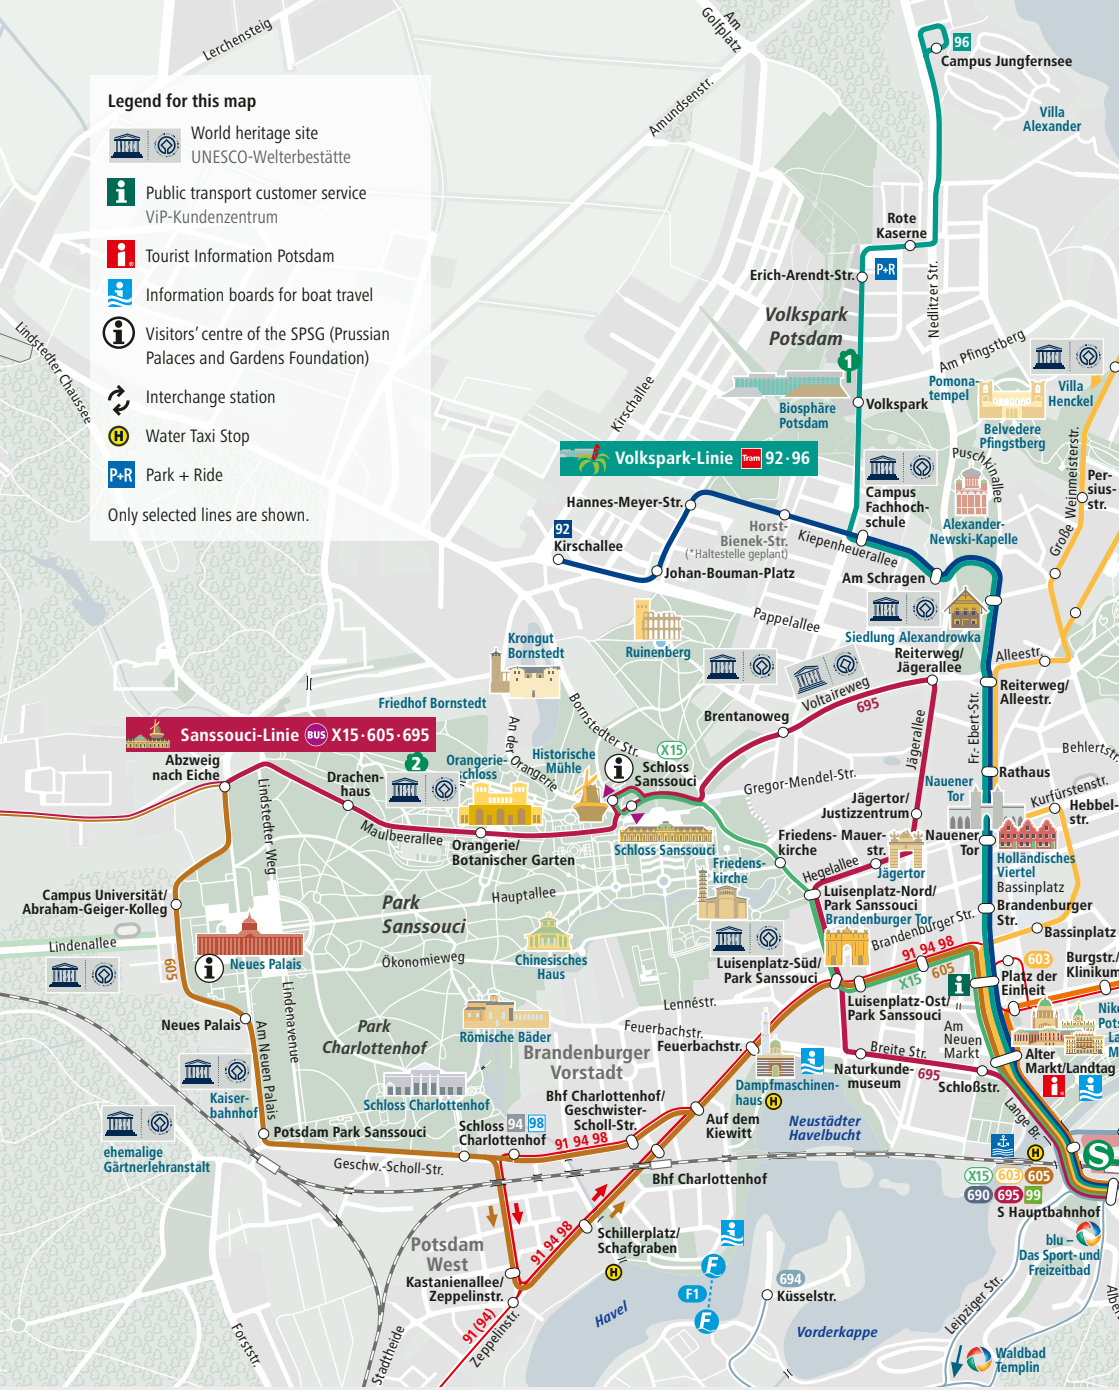 Lerchensteig
Am
Golfplatz
96
Campus Jungfernsee
Amundsenstr.
Villa
Alexander
Legend for this map
World heritage site
UNESCO-Welterbestätte
Public transport customer service
ViP-Kundenzentrum
Tourist Information Potsdam
Information boards for boat travel
Visitors' centre of the SPSG (Prussian
Palaces and Gardens Foundation)
Interchange station
H
Water Taxi Stop
P+R
Park + Ride
Only selected lines are shown.
Lindstedter Chaussee
Rote
Kaserne
P+R
Erich-Arendt-Str.
Nedlitzer Str.
Volkspark
Potsdam
1
Am Pfingstberg
Pomona-
tempel
Villa
Henckel
Biosphäre
Potsdam
Volkspark
Belvedere
Pfingstberg
Kirschallee
Volkspark-Linie Tram 92·96
Puschkinallee
Große Weinmeisterstr.
Per-
sius-
str.
Campus
Fachhoch-
schule
Alexander-
Newski-Kapelle
Hannes-Meyer-Str.
92
Kirschallee
Horst-
Bienek-Str.
(*Haltestelle geplant)
Kiepenheuerallee
Johan-Bouman-Platz
Am Schragen
Pappelallee
Siedlung Alexandrowka
Reiterweg/
Jägerallee
Alleestr.
Krongut
Bornstedt
Ruinenberg
Reiterweg/
Alleestr.
Voltaireweg
695
Friedhof Bornstedt
Bornstedter Str.
Brentanoweg
Jägerallee
Fr.-Ebert-Str.
Sanssouci-Linie BUS X15·605·695
An der Orangerie
X15
Behlertstr.
Abzweig
nach Eiche
2
Orangerie-
schloss
Historische
Mühle
Schloss
Sanssouci
Gregor-Mendel-Str.
Nauener
Tor
Rathaus
Kurfürstenstr.
Drachen-
haus
Lindstedter Weg
Jägertor/
Justizzentrum
Hebbel-
str.
Maulbeerallee
Orangerie/
Botanischer Garten
Schloss Sanssouci
Friedens-
kirche
Mauer-
str.
Nauener
Tor
Friedens-
kirche
Hegelallee
Jägertor
Holländisches
Viertel
Bassinplatz
Campus Universität/
Abraham-Geiger-Kolleg
Hauptallee
Park
Sanssouci
Luisenplatz-Nord/
Park Sanssouci
Brandenburger Tor
Brandenburger Str.
Brandenburger
Str.
Bassinplatz
Lindenallee
605
Neues Palais
Ökonomieweg
Chinesisches
Haus
Luisenplatz-Süd/
Park Sanssouci
91 94 98
X15 605
603
Burgstr./
Klinikum
Platz der
Einheit
Lindenavenue
Lennéstr.
Luisenplatz-Ost/
Park Sanssouci
Neues Palais
Am Neuen Palais
Park
Charlottenhof
Römische Bäder
Feuerbachstr.
Feuerbachstr.
Am
Neuen
Markt
Brandenburger
Vorstadt
Breite Str.
Alter
Markt/Landtag
Kaiser-
bahnhof
Schloss Charlottenhof
Dampfmaschinen-
haus H
Naturkunde-
museum
695
Schloßstr.
Bhf Charlottenhof/
Geschwister-
Scholl-Str.
Lange Br.
ehemalige
Gärtnerlehranstalt
Potsdam Park Sanssouci
Schloss 94 98
Charlottenhof
91 94 98
Auf dem
Kiewitt
Neustädter
Havelbucht
H
S
Geschw.-Scholl-Str.
Bhf Charlottenhof
X15 603 605
690 695 99
S Hauptbahnhof
Potsdam
West
91 94 98
Schillerplatz/
Schafgraben
blu –
Das Sport- und
Freizeitbad
Kastanienallee/
Zeppelinstr.
H
F
F1
F
694
Küsselstr.
Havel
Vorderkappe
Leipziger Str.
91 (94)
Zeppelinstr.
Forststr.
Stadtheide
Waldbad
Templin